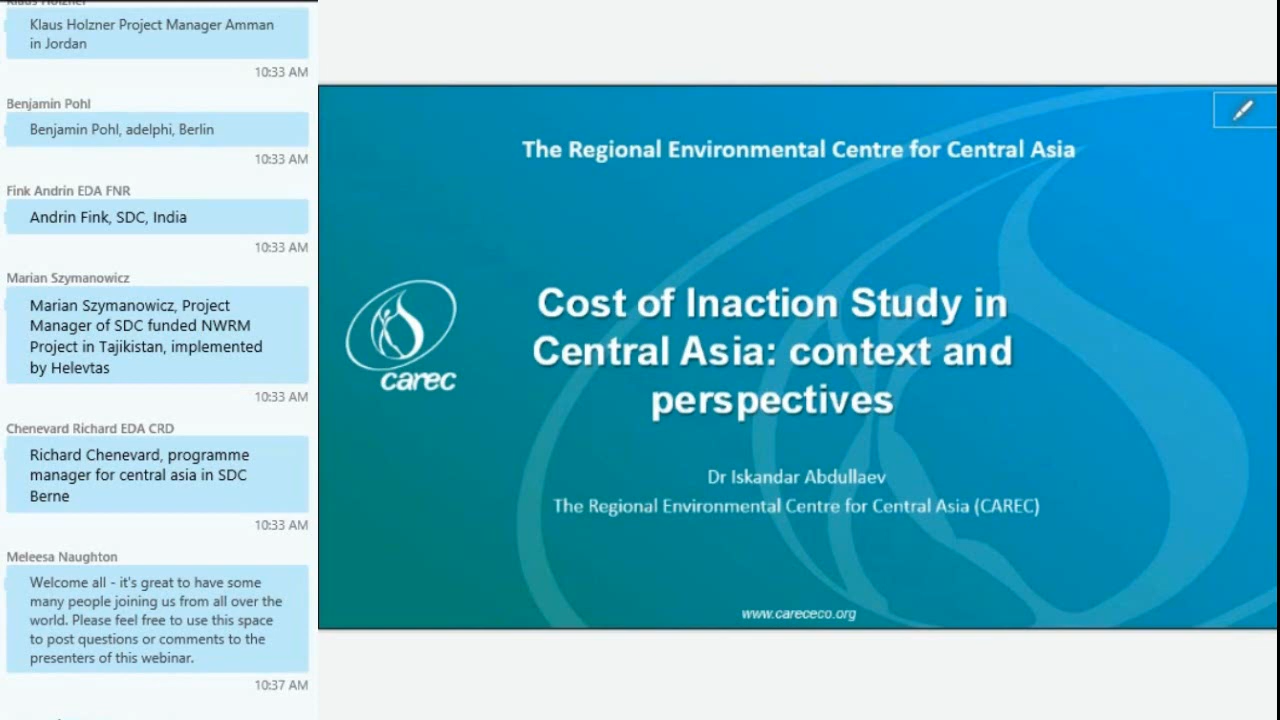 Klaus Holzner
Klaus Holzner Project Manager Amman
in Jordan
10:33 AM
Benjamin Pohl
Benjamin Pohl, adelphi, Berlin
10:33 AM
Fink Andrin EDA FNR
Andrin Fink, SDC, India
10:33 AM
Marian Szymanowicz
Marian Szymanowicz, Project
Manager of SDC funded NWRM
Project in Tajikistan, implemented
by Helevtas
10:33 AM
Chenevard Richard EDA CRD
Richard Chenevard, programme
manager for central asia in SDC
Berne
10:33 AM
Meleesa Naughton
Welcome all - it's great to have some
many people joining us from all over the
world. Please feel free to use this space
to post questions or comments to the
presenters of this webinar.
10:37 AM
The Regional Environmental Centre for Central Asia
carec
Cost of Inaction Study in
Central Asia: context and
perspectives
Dr Iskandar Abdullaev
The Regional Environmental Centre for Central Asia (CAREC)
www.carececo.org